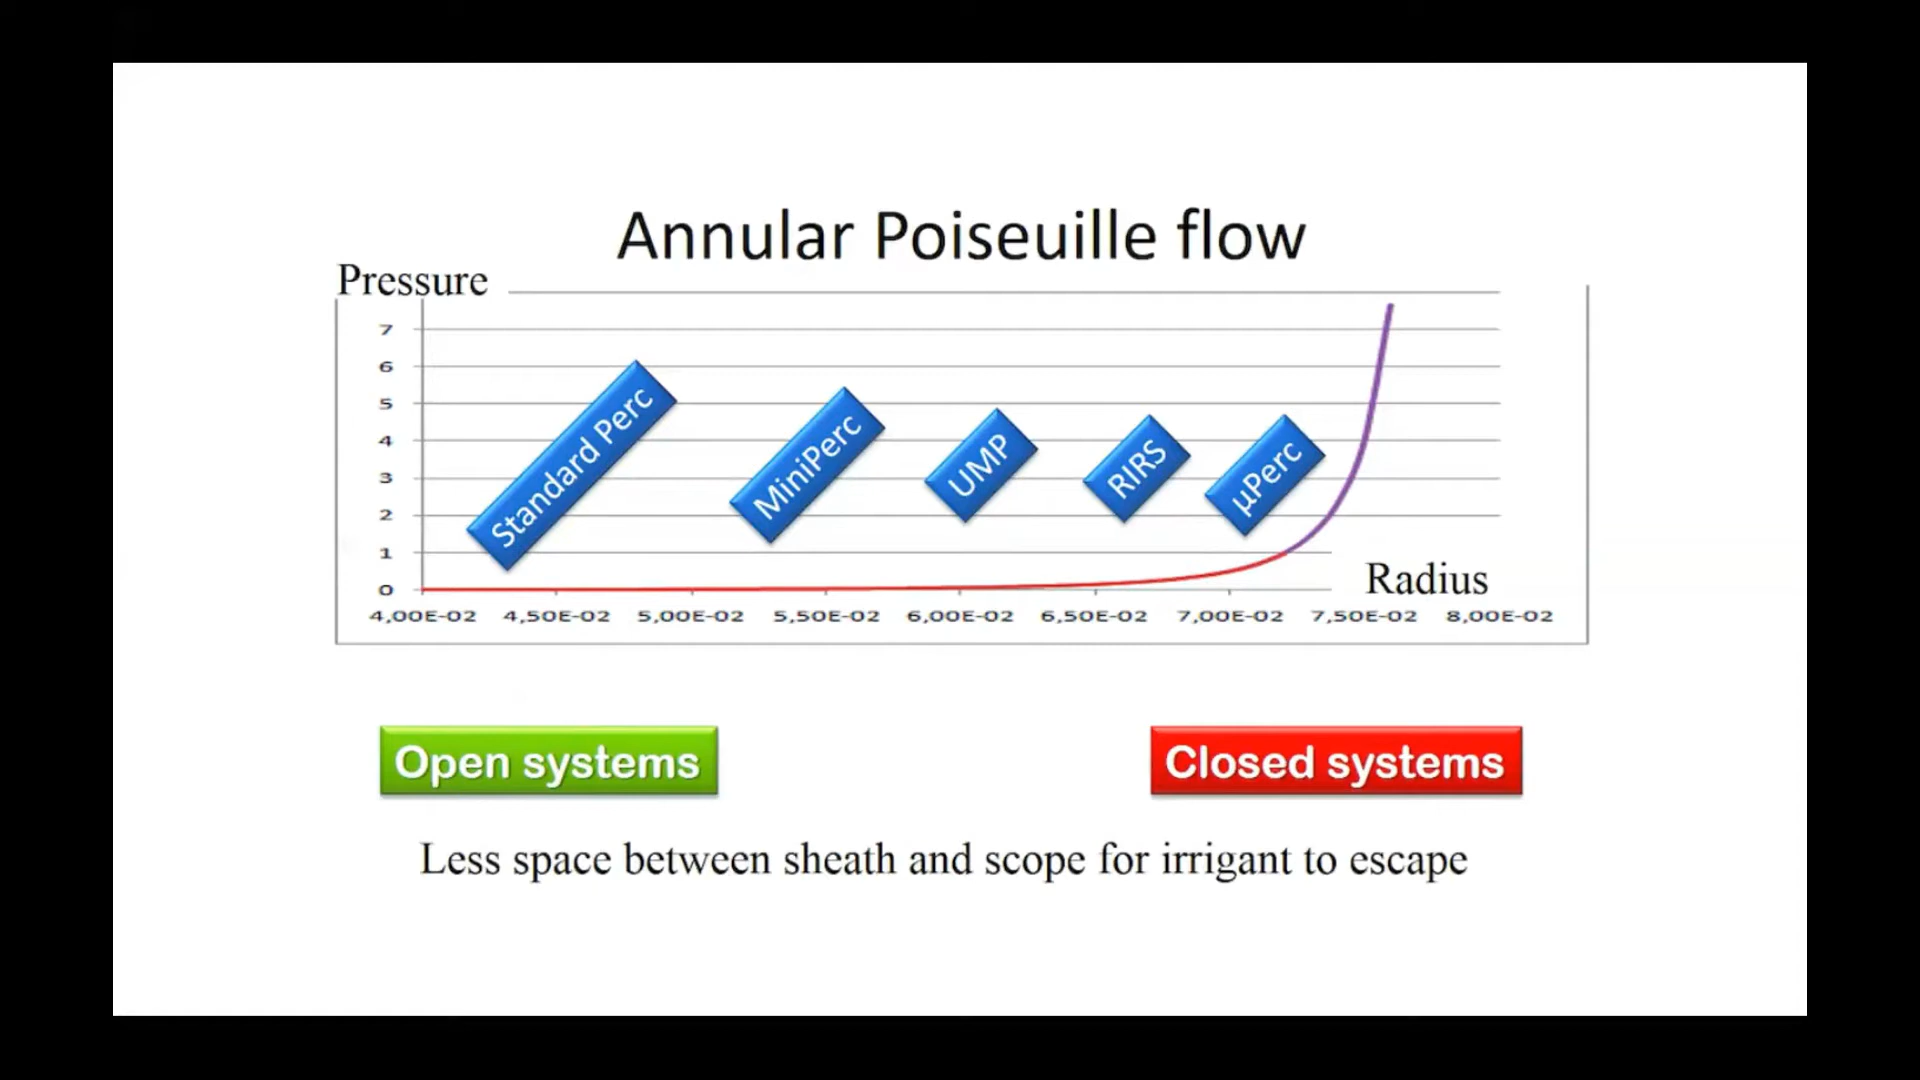 Annular Poiseuille flow
Pressure
7
6
5
4
3
2
1
0
Standard Perc
MiniPerc
UMP
RIRS
µPerc
Radius
4,00E-02 4,50E-02 5,00E-02 5,50E-02 6,00E-02 6,50E-02 7,00E-02 7,50E-02 8,00E-02
Open systems
Closed systems
Less space between sheath and scope for irrigant to escape